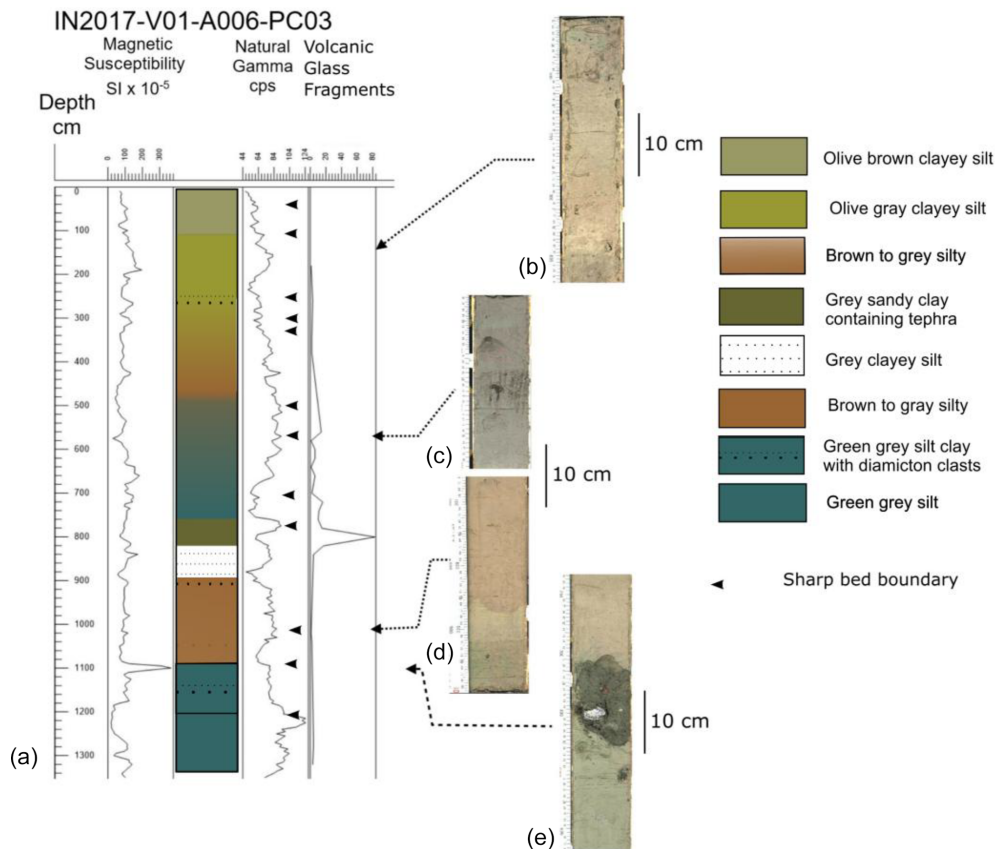 IN2017-V01-A006-PC03
Magnetic
Susceptibility
SI x 10⁻⁵
Natural
Gamma
cps
Volcanic
Glass
Fragments
Depth
cm
0
100
200
300
44
64
84
104
124
0
20
40
60
80
0
100
200
300
400
500
600
700
800
900
1000
1100
1200
1300
(a)
(b)
10 cm
(c)
10 cm
(d)
(e)
10 cm
Olive brown clayey silt
Olive gray clayey silt
Brown to grey silty
Grey sandy clay
containing tephra
Grey clayey silt
Brown to gray silty
Green grey silt clay
with diamicton clasts
Green grey silt
Sharp bed boundary